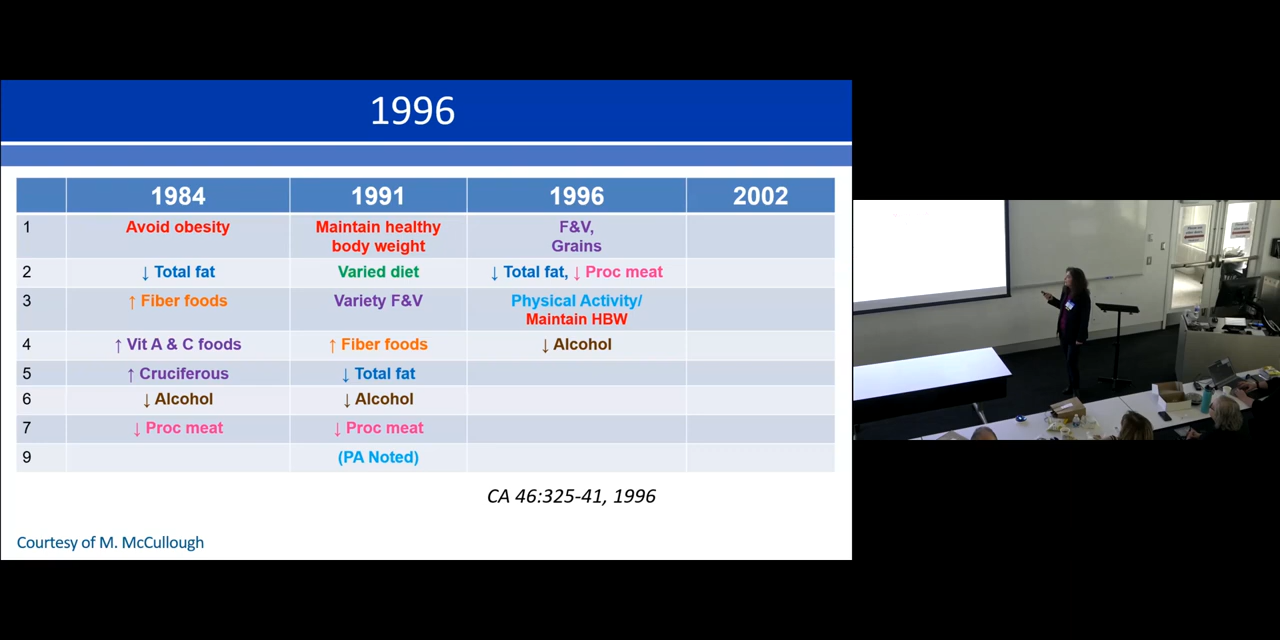 1996
1984 1991 1996 2002
1 Avoid obesity Maintain healthy body weight F&V, Grains
2 ↓ Total fat Varied diet ↓ Total fat, ↓ Proc meat
3 ↑ Fiber foods Variety F&V Physical Activity/ Maintain HBW
4 ↑ Vit A & C foods ↑ Fiber foods ↓ Alcohol
5 ↑ Cruciferous ↓ Total fat
6 ↓ Alcohol ↓ Alcohol
7 ↓ Proc meat ↓ Proc meat
9 (PA Noted)
CA 46:325-41, 1996
Courtesy of M. McCullough